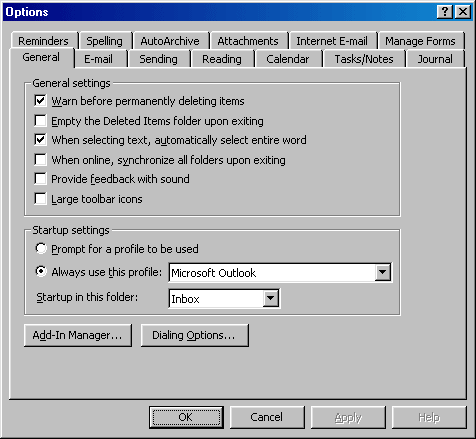 Options
Reminders Spelling AutoArchive Attachments Internet E-mail Manage Forms
General E-mail Sending Reading Calendar Tasks/Notes Journal
General settings
Warn before permanently deleting items
Empty the Deleted Items folder upon exiting
When selecting text, automatically select entire word
When online, synchronize all folders upon exiting
Provide feedback with sound
Large toolbar icons
Startup settings
Prompt for a profile to be used
Always use this profile: Microsoft Outlook
Startup in this folder: Inbox
Add-In Manager... Dialing Options...
OK Cancel Apply Help